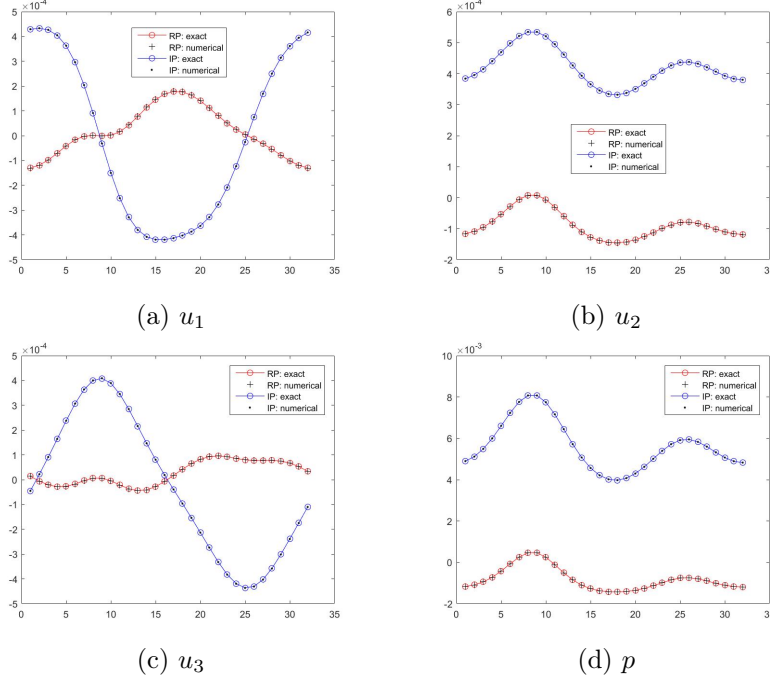 ×10⁻⁴
5
4
3
2
1
0
-1
-2
-3
-4
-5
0 5 10 15 20 25 30 35
RP: exact
RP: numerical
IP: exact
IP: numerical
(a) u₁
×10⁻⁴
6
5
4
3
2
1
0
-1
-2
0 5 10 15 20 25 30 35
RP: exact
RP: numerical
IP: exact
IP: numerical
(b) u₂
×10⁻⁴
5
4
3
2
1
0
-1
-2
-3
-4
-5
0 5 10 15 20 25 30 35
RP: exact
RP: numerical
IP: exact
IP: numerical
(c) u₃
×10⁻³
10
8
6
4
2
0
-2
0 5 10 15 20 25 30 35
RP: exact
RP: numerical
IP: exact
IP: numerical
(d) p